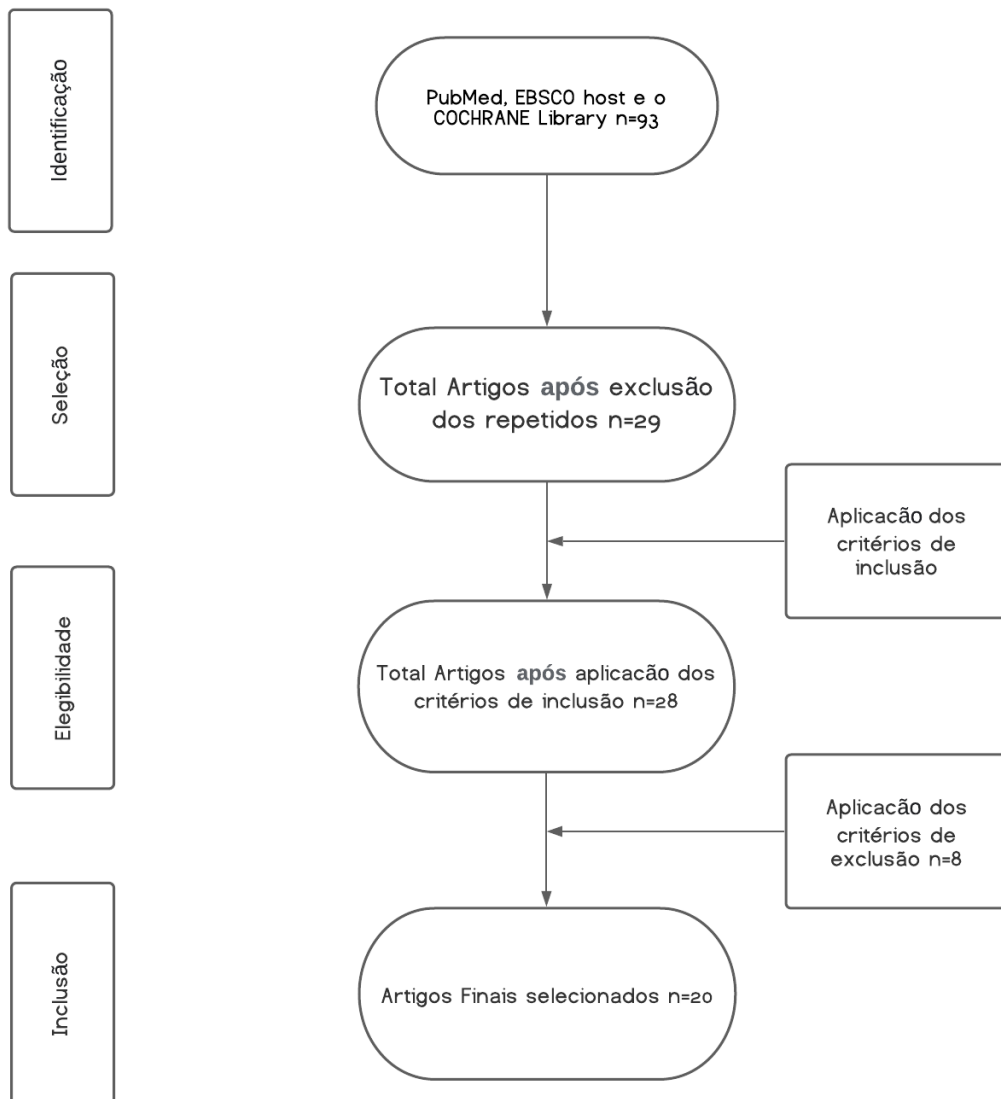 Identificação
PubMed, EBSCO host e o
COCHRANE Library n=93
Seleção
Total Artigos após exclusão
dos repetidos n=29
Aplicacão dos
critérios de
inclusão
Elegibilidade
Total Artigos após aplicacão dos
critérios de inclusão n=28
Aplicacão dos
critérios de
exclusão n=8
Inclusão
Artigos Finais selecionados n=20